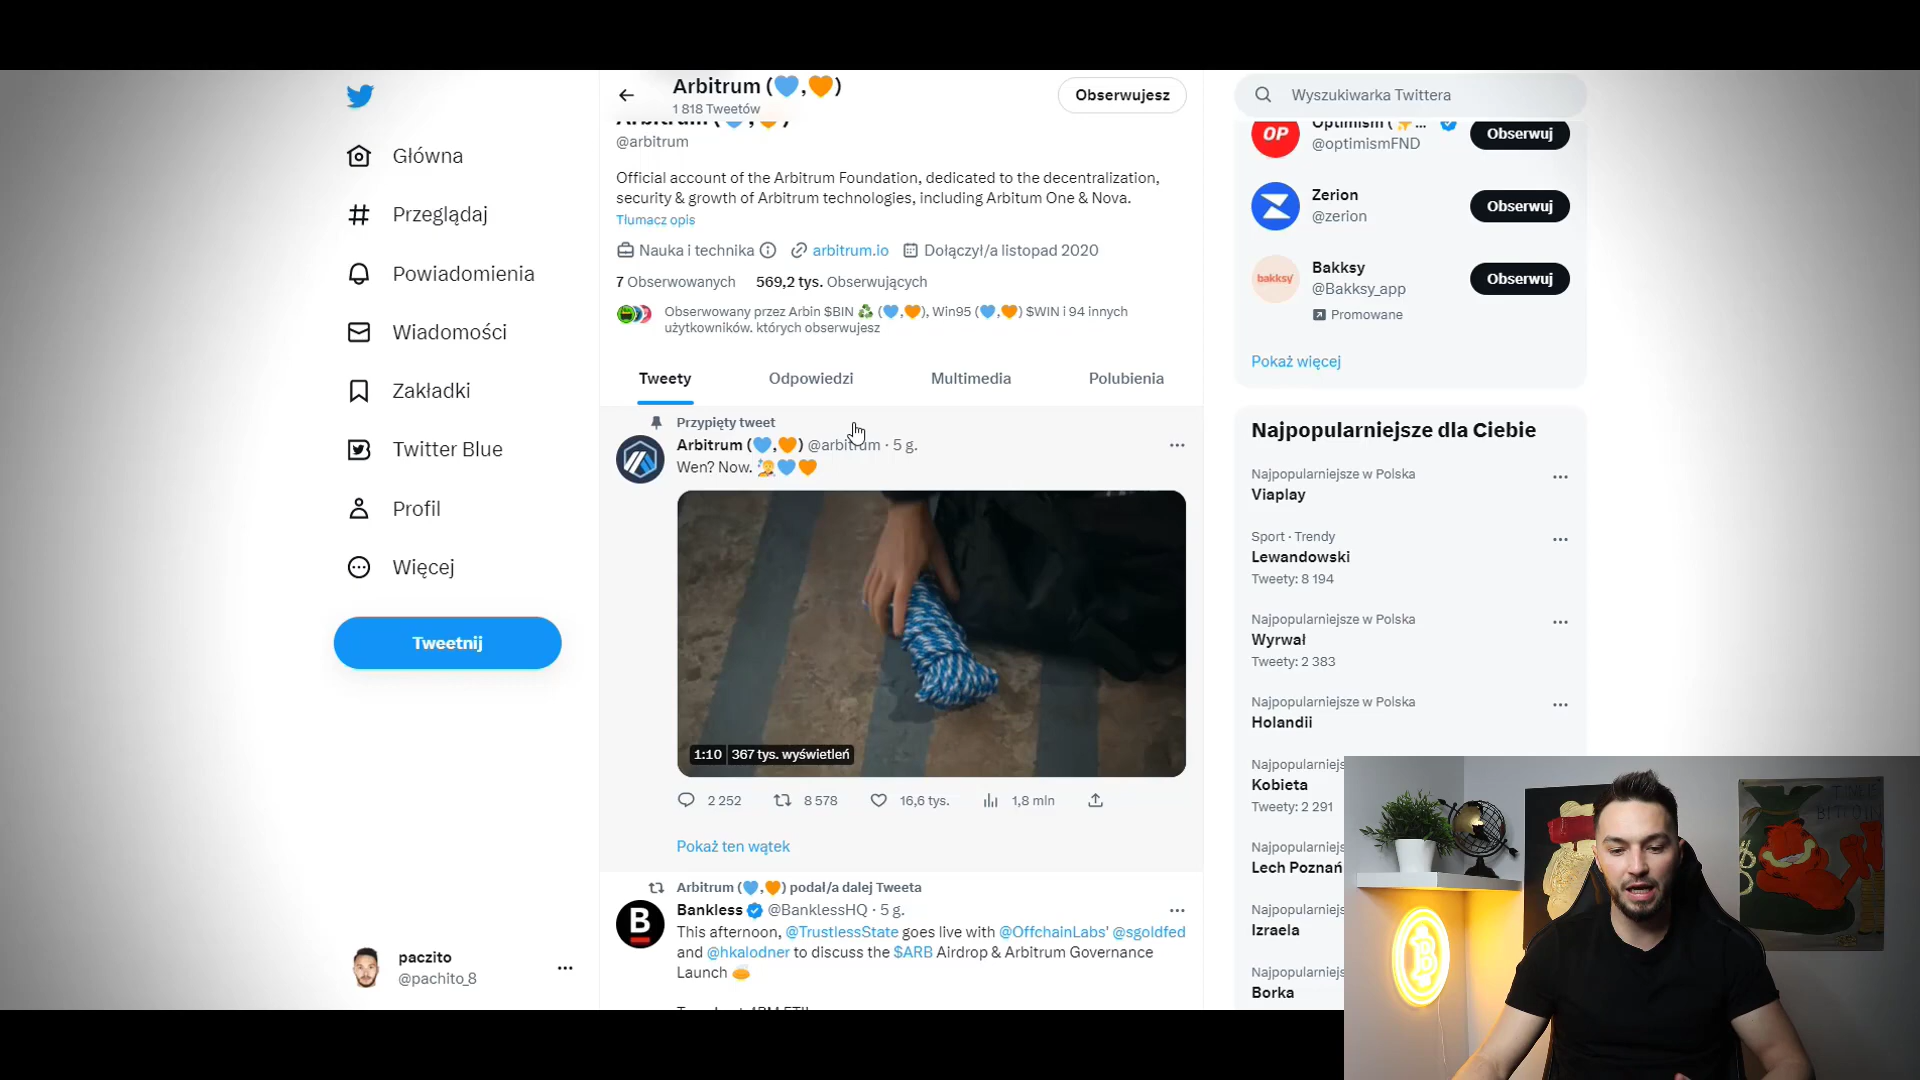 Arbitrum (💙,🧡)
1 818 Tweetów
Obserwujesz
Arbitrum (💙,🧡)
@arbitrum
Official account of the Arbitrum Foundation, dedicated to the decentralization,
security & growth of Arbitrum technologies, including Arbitum One & Nova.
Tłumacz opis
Nauka i technika arbitrum.io Dołączył/a listopad 2020
7 Obserwowanych 569,2 tys. Obserwujących
Obserwowany przez Arbin $BIN ♻️ (💙,🧡), Win95 (💙,🧡) $WIN i 94 innych
użytkowników, których obserwujesz
Tweety Odpowiedzi Multimedia Polubienia
Przypięty tweet
Arbitrum (💙,🧡) @arbitrum · 5 g.
Wen? Now. 💙🧡
1:10 367 tys. wyświetleń
2 252 8 578 16,6 tys. 1,8 mln
Pokaż ten wątek
Arbitrum (💙,🧡) podał/a dalej Tweeta
B
Bankless @BanklessHQ · 5 g.
This afternoon, @TrustlessState goes live with @OffchainLabs' @sgoldfed
and @hkalodner to discuss the $ARB Airdrop & Arbitrum Governance
Launch
Główna
Przeglądaj
Powiadomienia
Wiadomości
Zakładki
Twitter Blue
Profil
Więcej
Tweetnij
paczito
@pachito_8
Wyszukiwarka Twittera
OP
Optimism (✨...
@optimismFND
Obserwuj
Zerion
@zerion
Obserwuj
bakksy
Bakksy
@Bakksy_app
Obserwuj
Promowane
Pokaż więcej
Najpopularniejsze dla Ciebie
Najpopularniejsze w Polska
Viaplay
Sport · Trendy
Lewandowski
Tweety: 8 194
Najpopularniejsze w Polska
Wyrwał
Tweety: 2 383
Najpopularniejsze w Polska
Holandii
Najpopularniejs
Kobieta
Tweety: 2 291
Najpopularniejs
Lech Poznań
Najpopularniejs
Izraela
Najpopularniejs
Borka